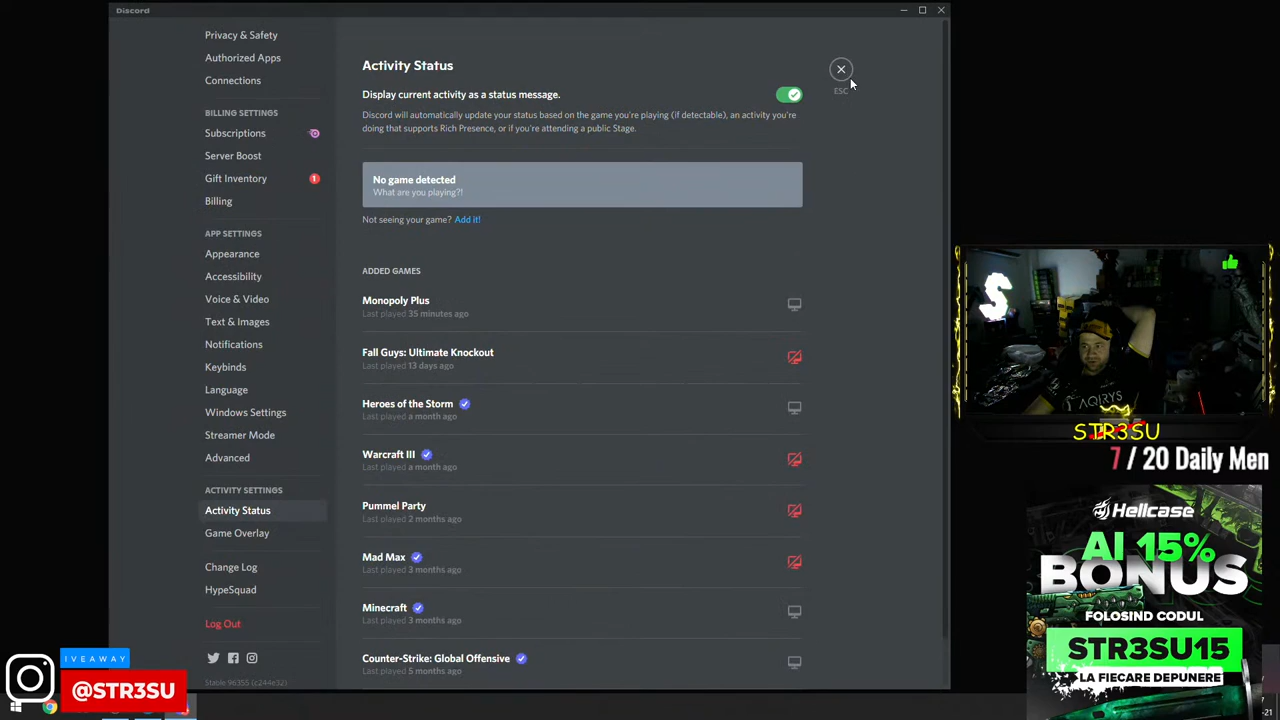 Discord
Privacy & Safety
Authorized Apps
Connections
BILLING SETTINGS
Subscriptions
Server Boost
Gift Inventory
1
Billing
APP SETTINGS
Appearance
Accessibility
Voice & Video
Text & Images
Notifications
Keybinds
Language
Windows Settings
Streamer Mode
Advanced
ACTIVITY SETTINGS
Activity Status
Game Overlay
Change Log
HypeSquad
Log Out
Stable 96355 (c244e32)
Activity Status
ESC
Display current activity as a status message.
Discord will automatically update your status based on the game you're playing (if detectable), an activity you're
doing that supports Rich Presence, or if you're attending a public Stage.
No game detected
What are you playing?!
Not seeing your game? Add it!
ADDED GAMES
Monopoly Plus
Last played 35 minutes ago
Fall Guys: Ultimate Knockout
Last played 13 days ago
Heroes of the Storm
Last played a month ago
Warcraft III
Last played a month ago
Pummel Party
Last played 2 months ago
Mad Max
Last played 3 months ago
Minecraft
Last played 3 months ago
Counter-Strike: Global Offensive
Last played 5 months ago
S
AQIRYS
STR3SU
7 / 20 Daily Men
Hellcase
AI 15%
BONUS
FOLOSIND CODUL
STR3SU15
LA FIECARE DEPUNERE
IVEAWAY
@STR3SU